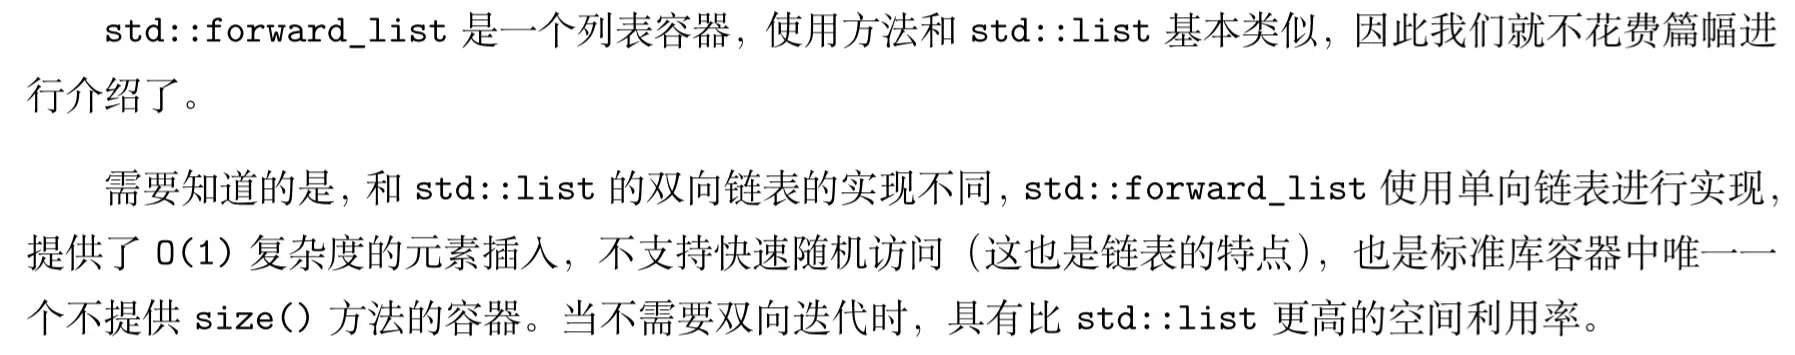 std::forward_list 是一个列表容器，使用方法和 std::list 基本类似，因此我们就不花费篇幅进
行介绍了。
需要知道的是，和 std::list 的双向链表的实现不同，std::forward_list 使用单向链表进行实现，
提供了 O(1) 复杂度的元素插入，不支持快速随机访问（这也是链表的特点），也是标准库容器中唯一一
个不提供 size() 方法的容器。当不需要双向迭代时，具有比 std::list 更高的空间利用率。